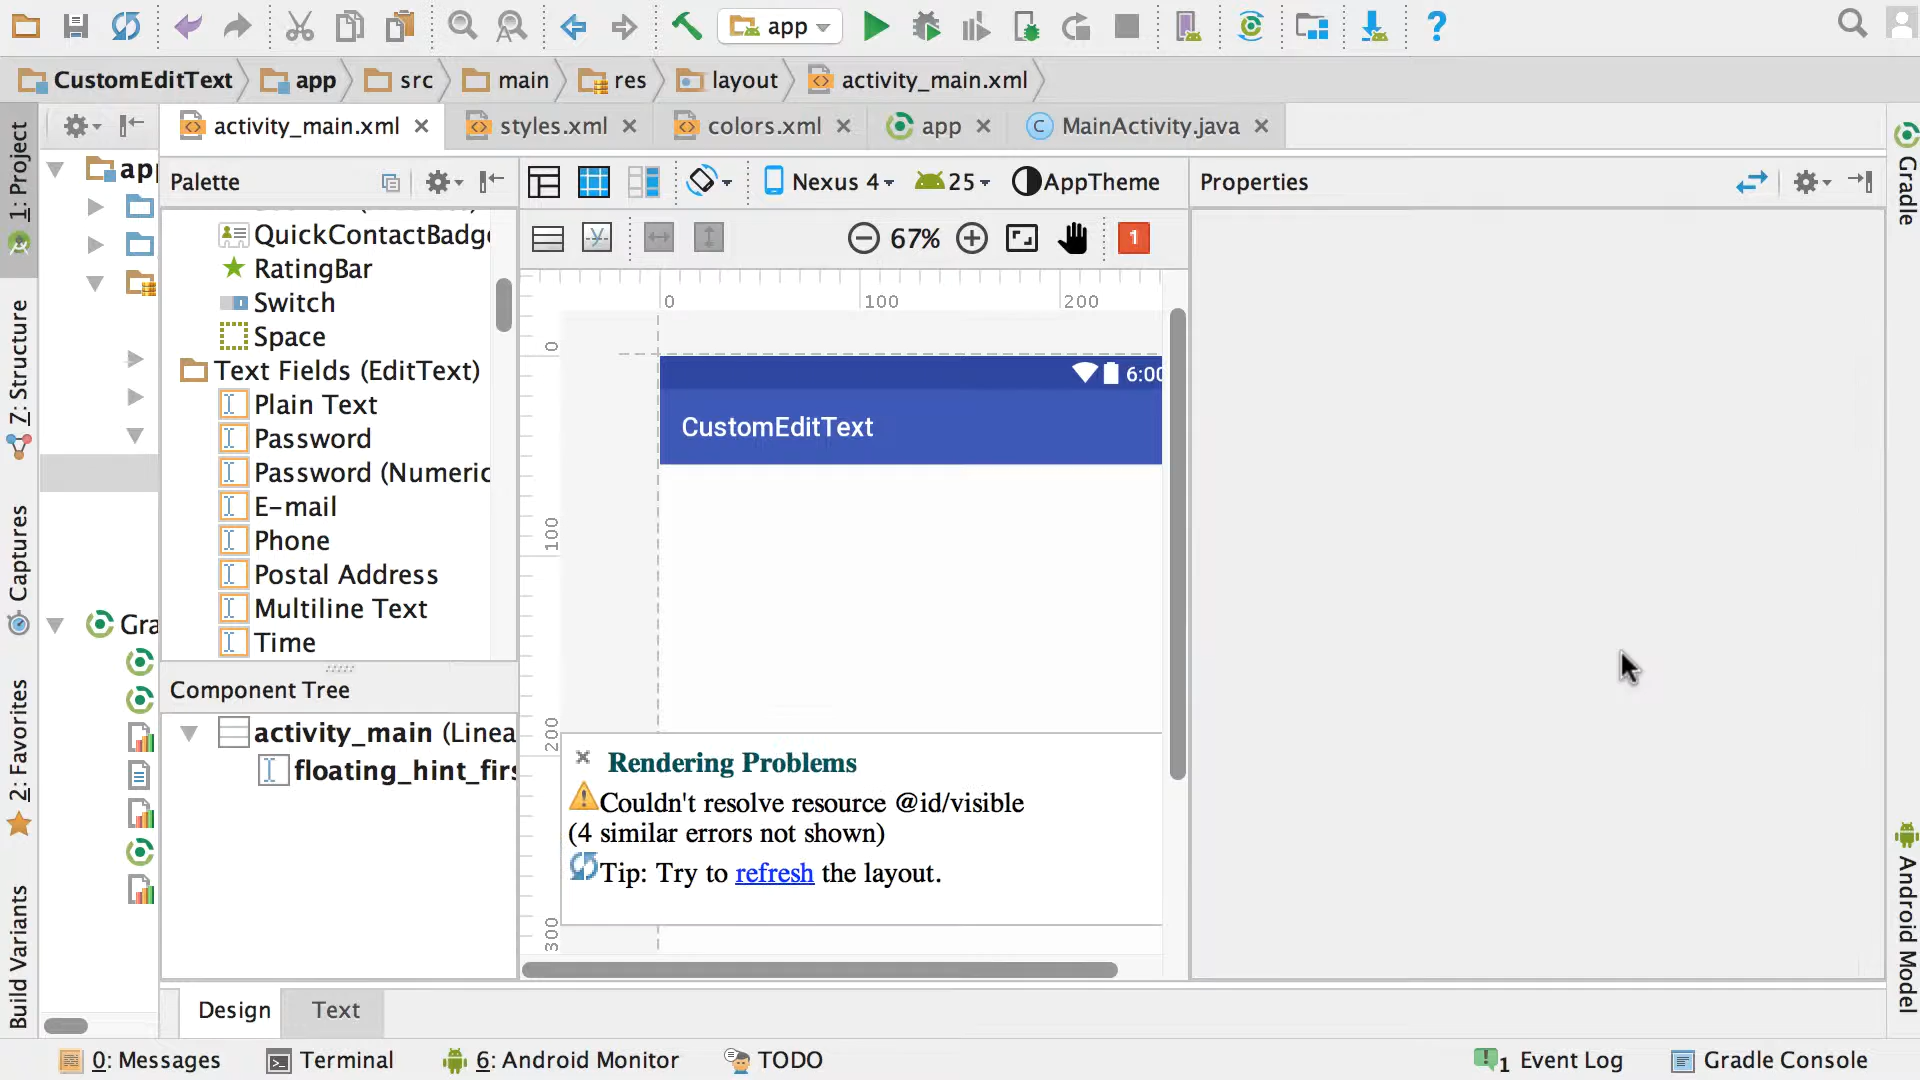 app
CustomEditText app src main res layout activity_main.xml
activity_main.xml styles.xml colors.xml app MainActivity.java
1: Project
Z: Structure
Captures
2: Favorites
Build Variants
app
Gra
Palette
QuickContactBadge
RatingBar
Switch
Space
Text Fields (EditText)
Plain Text
Password
Password (Numeric
E-mail
Phone
Postal Address
Multiline Text
Time
Component Tree
activity_main (Linea
floating_hint_firs
Nexus 4 25 AppTheme
67% 1
0 100 200
0
100
200
300
6:00
CustomEditText
Rendering Problems
Couldn't resolve resource @id/visible
(4 similar errors not shown)
Tip: Try to refresh the layout.
Properties
Gradle
Android Model
Design Text
0: Messages Terminal 6: Android Monitor TODO 1 Event Log Gradle Console